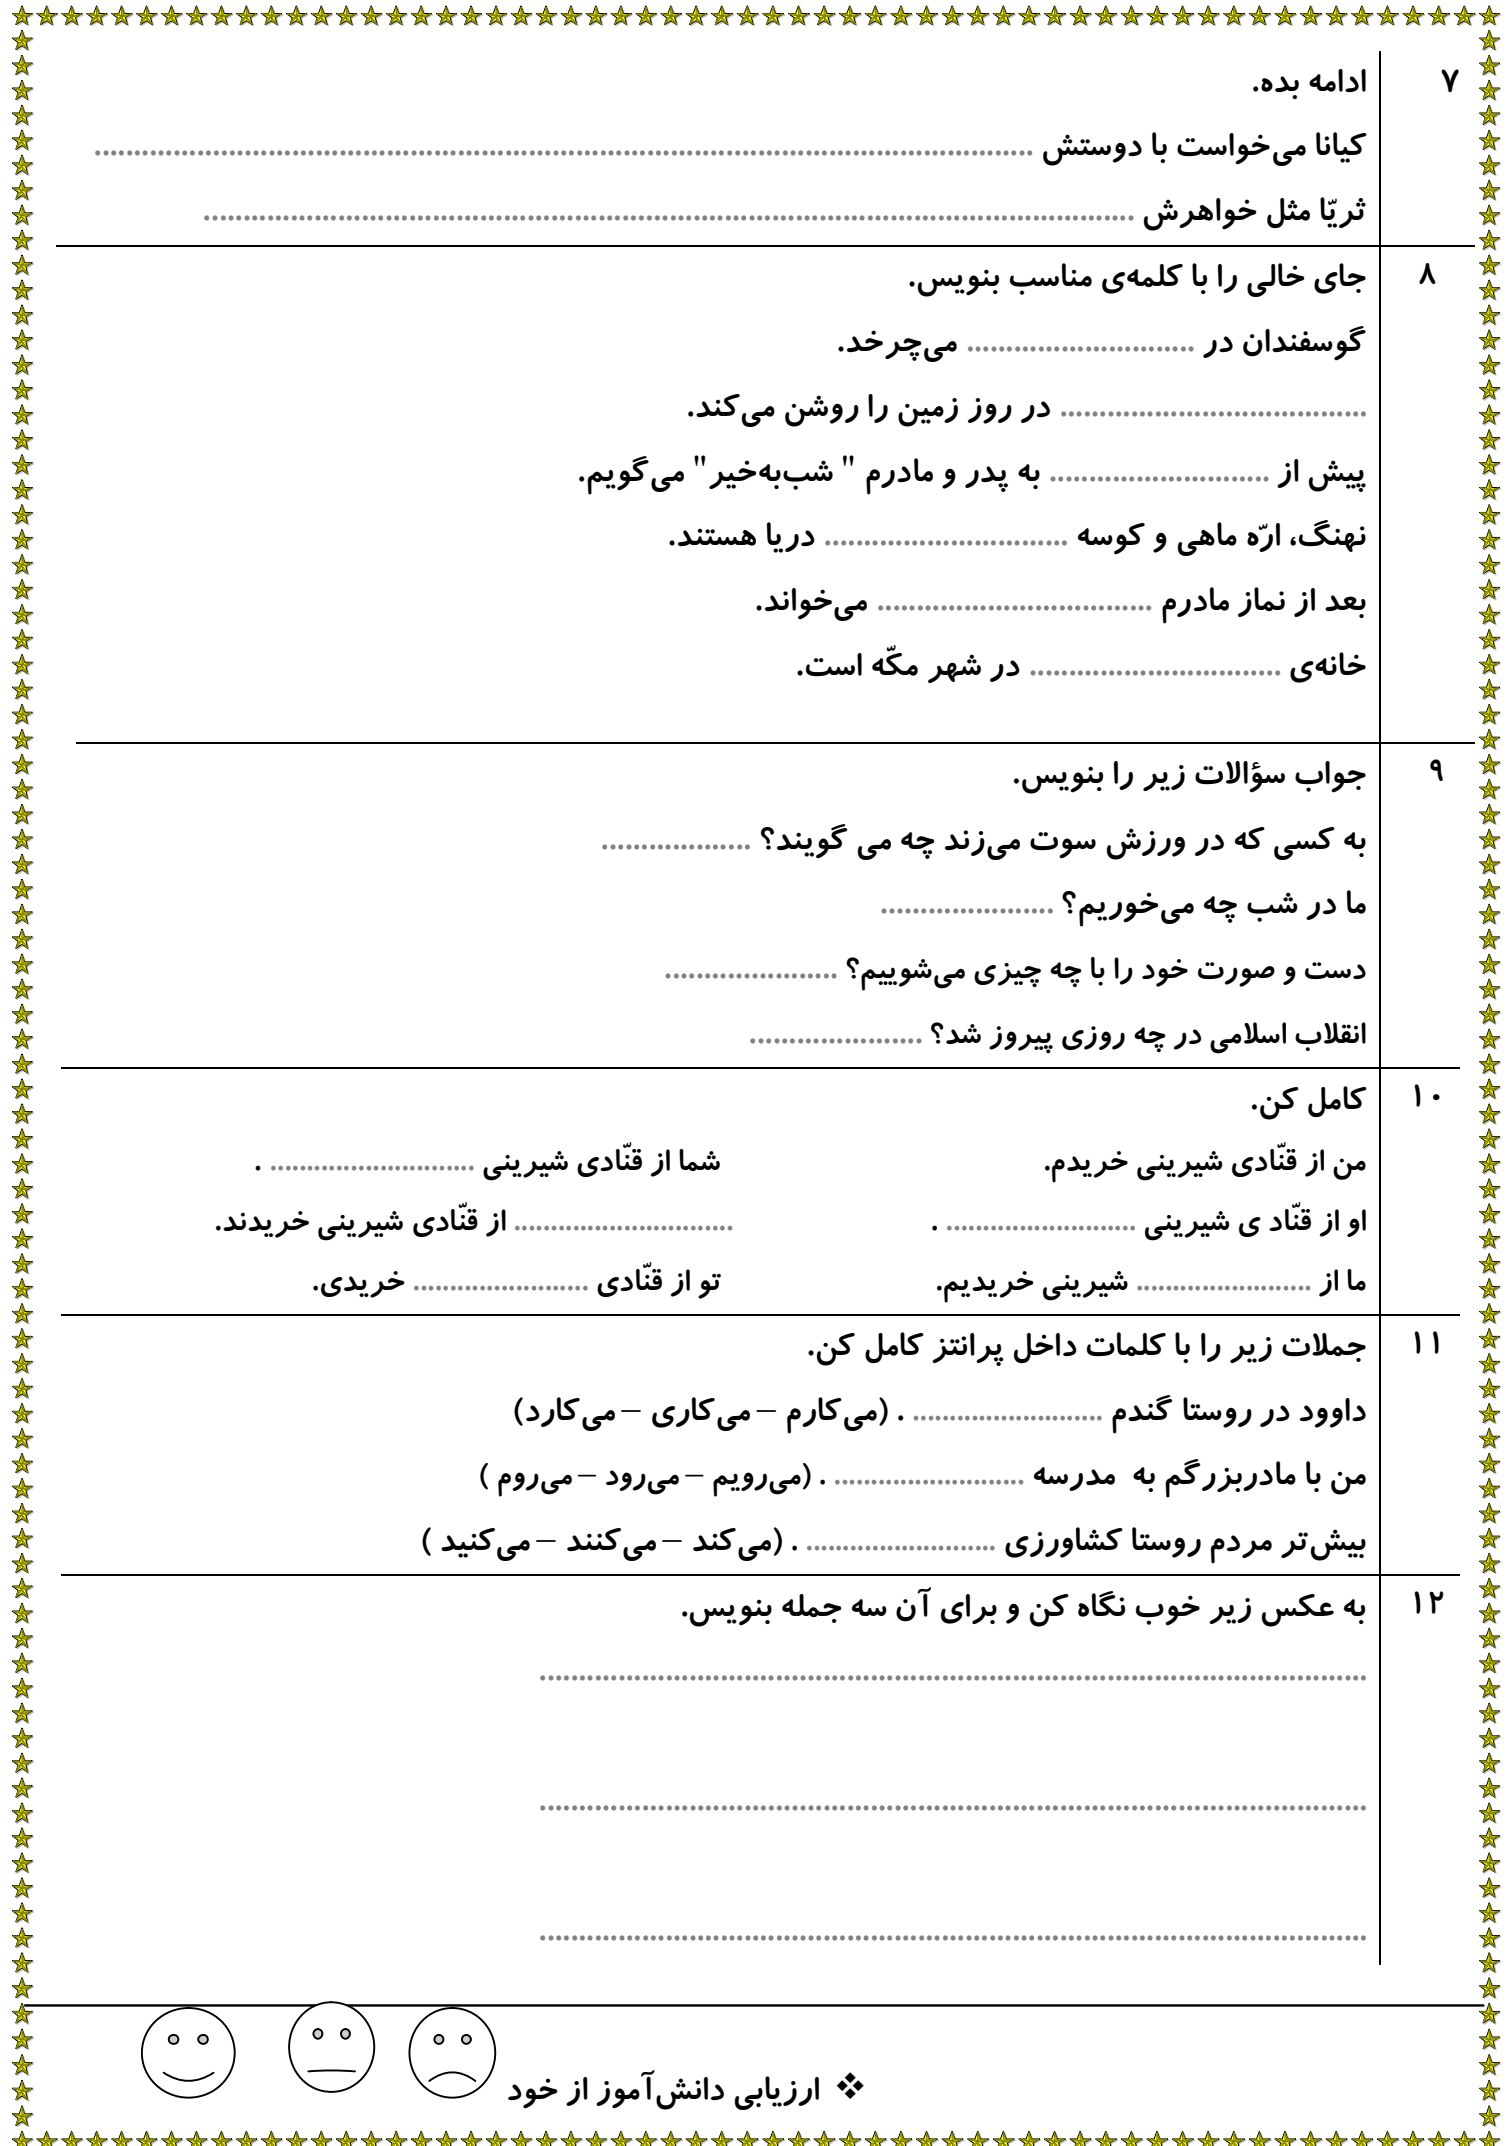 ۷ ادامه بده.
کیانا می‌خواست با دوستش ........................................................................
ثریّا مثل خواهرش ........................................................................
۸ جای خالی را با کلمه‌ی مناسب بنویس.
گوسفندان در ............................. می‌چرخد.
....................................... در روز زمین را روشن می‌کند.
پیش از ............................ به پدر و مادرم " شب‌به‌خیر" می‌گویم.
نهنگ، ارّه ماهی و کوسه ............................... دریا هستند.
بعد از نماز مادرم ................................... می‌خواند.
خانه‌ی ................................ در شهر مکّه است.
۹ جواب سؤالات زیر را بنویس.
به کسی که در ورزش سوت می‌زند چه می گویند؟ ...................
ما در شب چه می‌خوریم؟ ......................
دست و صورت خود را با چه چیزی می‌شوییم؟ ......................
انقلاب اسلامی در چه روزی پیروز شد؟ ......................
۱۰ کامل کن.
من از قنّادی شیرینی خریدم. شما از قنّادی شیرینی ............................ .
او از قنّاد ی شیرینی .......................... . .............................. از قنّادی شیرینی خریدند.
ما از ........................ شیرینی خریدیم. تو از قنّادی ........................ خریدی.
۱۱ جملات زیر را با کلمات داخل پرانتز کامل کن.
داوود در روستا گندم .......................... . (می‌کارم – می‌کاری – می‌کارد)
من با مادربزرگم به مدرسه .......................... . (می‌رویم – می‌رود – می‌روم )
بیش‌تر مردم روستا کشاورزی .......................... . (می‌کند – می‌کنند – می‌کنید )
۱۲ به عکس زیر خوب نگاه کن و برای آن سه جمله بنویس.
........................................................................
........................................................................
........................................................................
❖ ارزیابی دانش‌آموز از خود